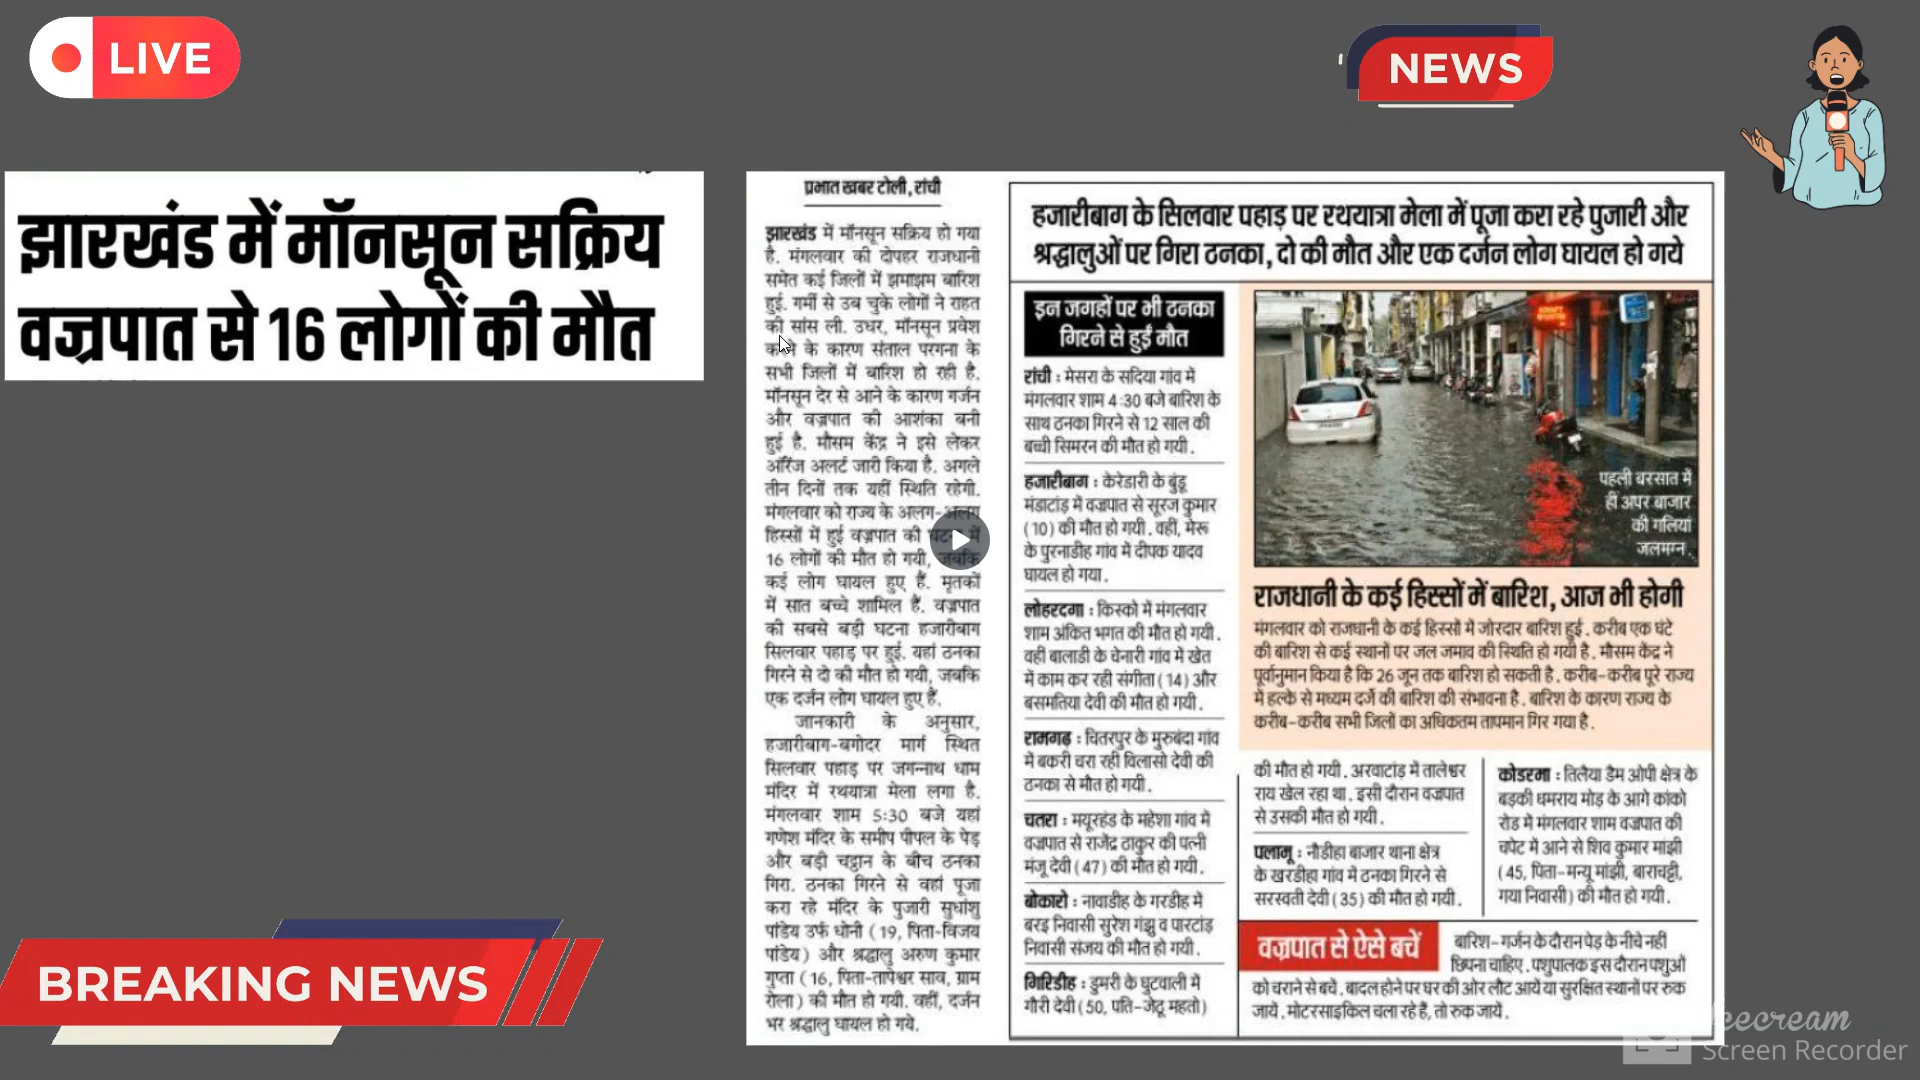 LIVE
NEWS
झारखंड में मॉनसून सक्रिय
वज्रपात से 16 लोगों की मौत
प्रभात खबर टोली, रांची
झारखंड में मॉनसून सक्रिय हो गया
है. मंगलवार की दोपहर राजधानी
समेत कई जिलों में झमाझम बारिश
हुई. गर्मी से उब चुके लोगों ने राहत
की सांस ली. उधर, मॉनसून प्रवेश
के कारण संताल परगना के
सभी जिलों में बारिश हो रही है.
मॉनसून देर से आने के कारण गर्जन
और वज्रपात की आशंका बनी
हुई है. मौसम केंद्र ने इसे लेकर
ऑरेंज अलर्ट जारी किया है. अगले
तीन दिनों तक यहीं स्थिति रहेगी.
मंगलवार को राज्य के अलग-अलग
हिस्सों में हुई वज्रपात की घटना में
16 लोगों की मौत हो गयी, जबकि
कई लोग घायल हुए हैं. मृतकों
में सात बच्चे शामिल हैं. वज्रपात
की सबसे बड़ी घटना हजारीबाग
सिलवार पहाड़ पर हुई. यहां ठनका
गिरने से दो की मौत हो गयी, जबकि
एक दर्जन लोग घायल हुए हैं.
जानकारी के अनुसार,
हजारीबाग-बगोदर मार्ग स्थित
सिलवार पहाड़ पर जगन्नाथ धाम
मंदिर में रथयात्रा मेला लगा है.
मंगलवार शाम 5:30 बजे यहां
गणेश मंदिर के समीप पीपल के पेड़
और बड़ी चट्टान के बीच ठनका
गिरा. ठनका गिरने से वहां पूजा
करा रहे मंदिर के पुजारी सुधांशु
पांडेय उर्फ धोनी (19, पिता-विजय
पांडेय) और श्रद्धालु अरुण कुमार
गुप्ता (16, पिता-तापेश्वर साव, ग्राम
रोला) की मौत हो गयी. वहीं, दर्जन
भर श्रद्धालु घायल हो गये.
हजारीबाग के सिलवार पहाड़ पर रथयात्रा मेला में पूजा करा रहे पुजारी और
श्रद्धालुओं पर गिरा ठनका, दो की मौत और एक दर्जन लोग घायल हो गये
इन जगहों पर भी ठनका
गिरने से हुई मौत
रांची : मेसरा के सदिया गांव में
मंगलवार शाम 4:30 बजे बारिश के
साथ ठनका गिरने से 12 साल की
बच्ची सिमरन की मौत हो गयी.
हजारीबाग : केरेडारी के बुंडू
मंडाटांड़ में वज्रपात से सूरज कुमार
(10) की मौत हो गयी. वहीं, मेरू
के पुरनाडीह गांव में दीपक यादव
घायल हो गया.
लोहरदगा : किस्को में मंगलवार
शाम अंकित भगत की मौत हो गयी.
वहीं बालाडी के चेनारी गांव में खेत
में काम कर रही संगीता (14) और
बसमतिया देवी की मौत हो गयी.
रामगढ़ : चितरपुर के मुरुबंदा गांव
में बकरी चरा रही विलासो देवी की
ठनका से मौत हो गयी.
चतरा : मयूरहंड के महेशा गांव में
वज्रपात से राजेंद्र ठाकुर की पत्नी
मंजू देवी (47) की मौत हो गयी.
बोकारो : नावाडीह के गरडीह में
बरइ निवासी सुरेश गंझु व पारटांड़
निवासी संजय की मौत हो गयी.
गिरिडीह : डुमरी के घुटवाली में
गौरी देवी (50, पति-जेठू महतो)
पहली बरसात में
ही अपर बाजार
की गलियां
जलमग्न.
राजधानी के कई हिस्सों में बारिश, आज भी होगी
मंगलवार को राजधानी के कई हिस्सों में जोरदार बारिश हुई. करीब एक घंटे
की बारिश से कई स्थानों पर जल जमाव की स्थिति हो गयी है. मौसम केंद्र ने
पूर्वानुमान किया है कि 26 जून तक बारिश हो सकती है. करीब-करीब पूरे राज्य
में हल्के से मध्यम दर्जे की बारिश की संभावना है. बारिश के कारण राज्य के
करीब-करीब सभी जिलों का अधिकतम तापमान गिर गया है.
की मौत हो गयी. अरवाटांड़ में तालेश्वर
राय खेल रहा था. इसी दौरान वज्रपात
से उसकी मौत हो गयी.
पलामू : नौडीहा बाजार थाना क्षेत्र
के खरडीहा गांव में ठनका गिरने से
सरस्वती देवी (35) की मौत हो गयी.
कोडरमा : तिलैया डैम ओपी क्षेत्र के
बड़की धमराय मोड़ के आगे कांको
रोड में मंगलवार शाम वज्रपात की
चपेट में आने से शिव कुमार मांझी
(45, पिता-मन्यू मांझी, बाराचट्टी,
गया निवासी) की मौत हो गयी.
वज्रपात से ऐसे बचें
बारिश-गर्जन के दौरान पेड़ के नीचे नहीं
छिपना चाहिए. पशुपालक इस दौरान पशुओं
को चराने से बचें. बादल होने पर घर की ओर लौट आयें या सुरक्षित स्थानों पर रुक
जायें. मोटरसाइकिल चला रहे हैं, तो रुक जायें.
BREAKING NEWS
Icecream
Screen Recorder